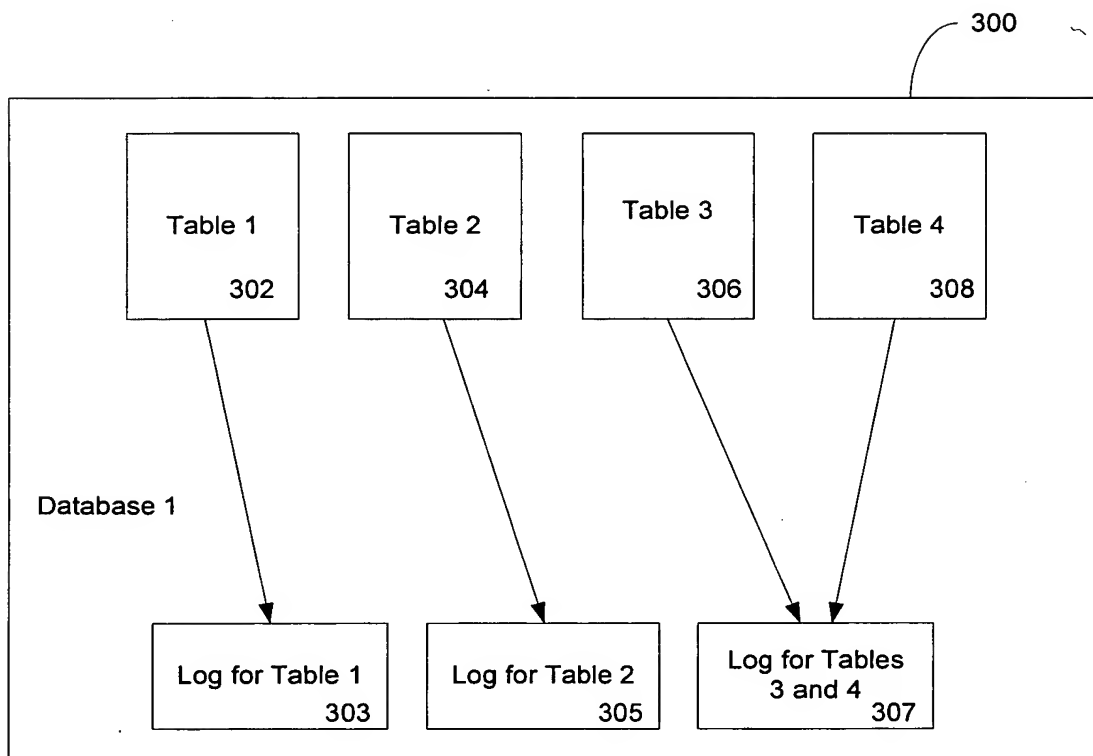 300
Table 1
302
Table 2
304
Table 3
306
Table 4
308
Database 1
Log for Table 1
303
Log for Table 2
305
Log for Tables
3 and 4
307